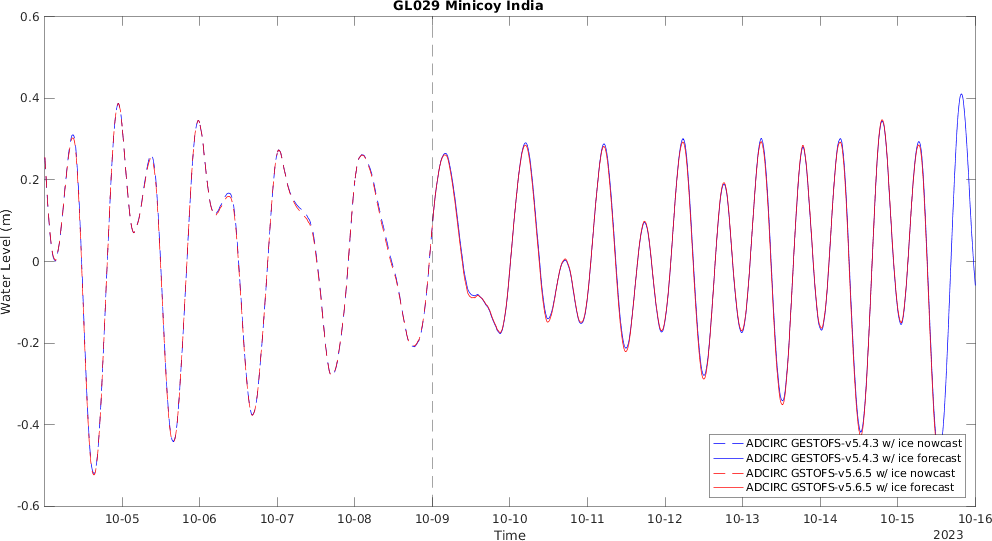 GL029 Minicoy India
Water Level (m)
0.6
0.4
0.2
0
-0.2
-0.4
-0.6
10-05 10-06 10-07 10-08 10-09 10-10 10-11 10-12 10-13 10-14 10-15 10-16
Time
2023
ADCIRC GESTOFS-v5.4.3 w/ ice nowcast
ADCIRC GESTOFS-v5.4.3 w/ ice forecast
ADCIRC GSTOFS-v5.6.5 w/ ice nowcast
ADCIRC GSTOFS-v5.6.5 w/ ice forecast